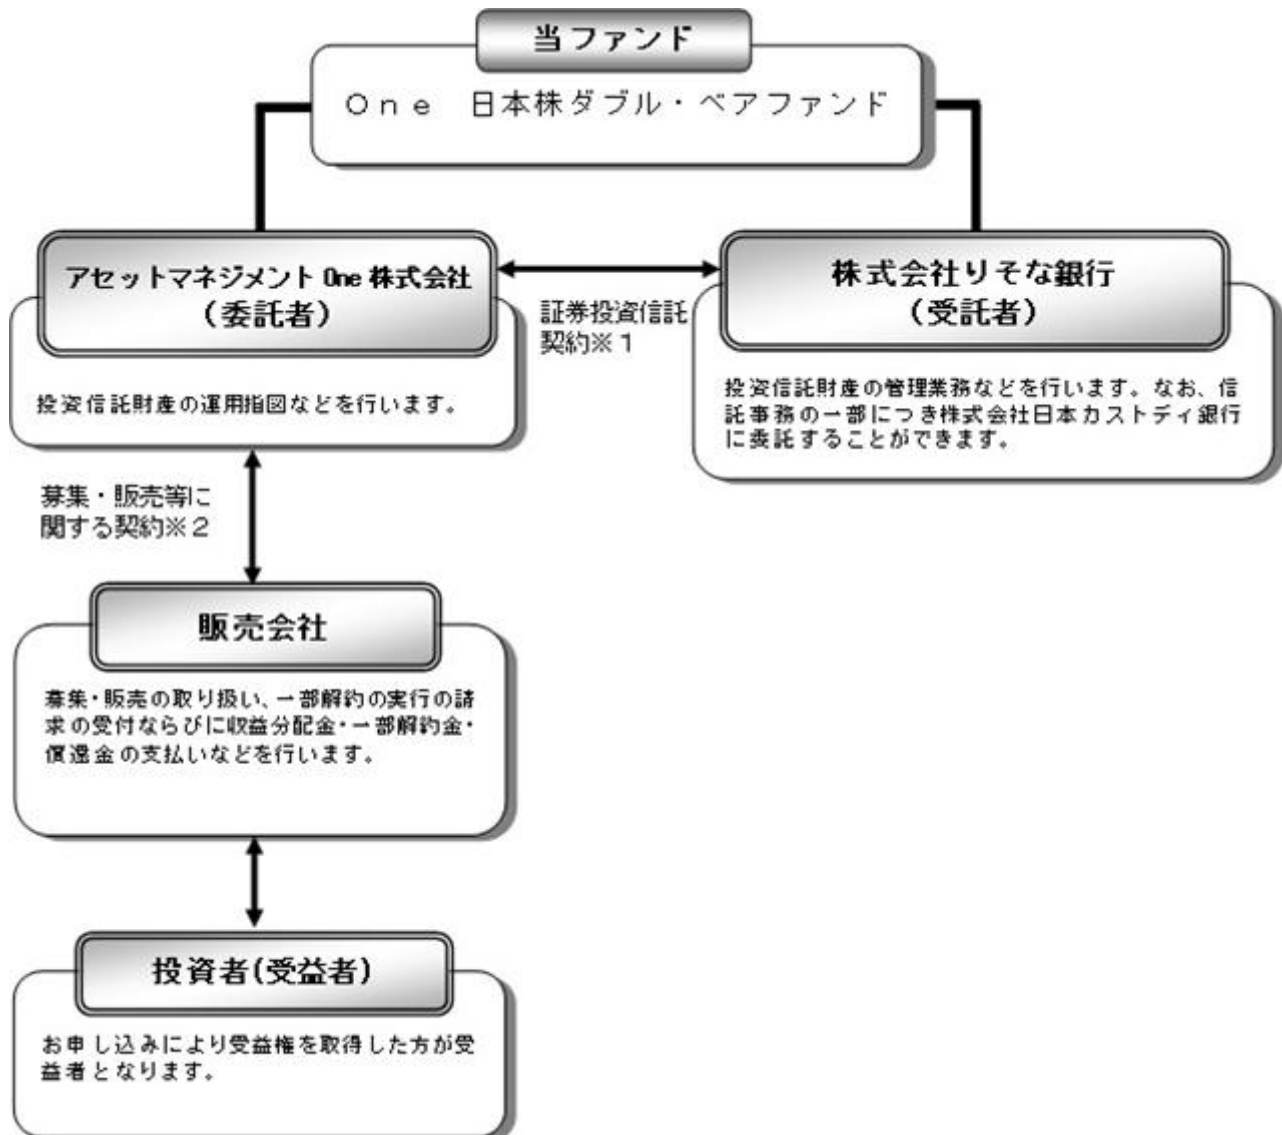 当ファンド
One 日本株ダブル・ベアファンド
アセットマネジメント One 株式会社
（委託者）
投資信託財産の運用指図などを行います。
証券投資信託
契約※１
株式会社りそな銀行
（受託者）
投資信託財産の管理業務などを行います。なお、信
託事務の一部につき株式会社日本カストディ銀行
に委託することができます。
募集・販売等に
関する契約※２
販売会社
募集・販売の取り扱い、一部解約の実行の請
求の受付ならびに収益分配金・一部解約金・
償還金の支払いなどを行います。
投資者(受益者)
お申し込みにより受益権を取得した方が受
益者となります。